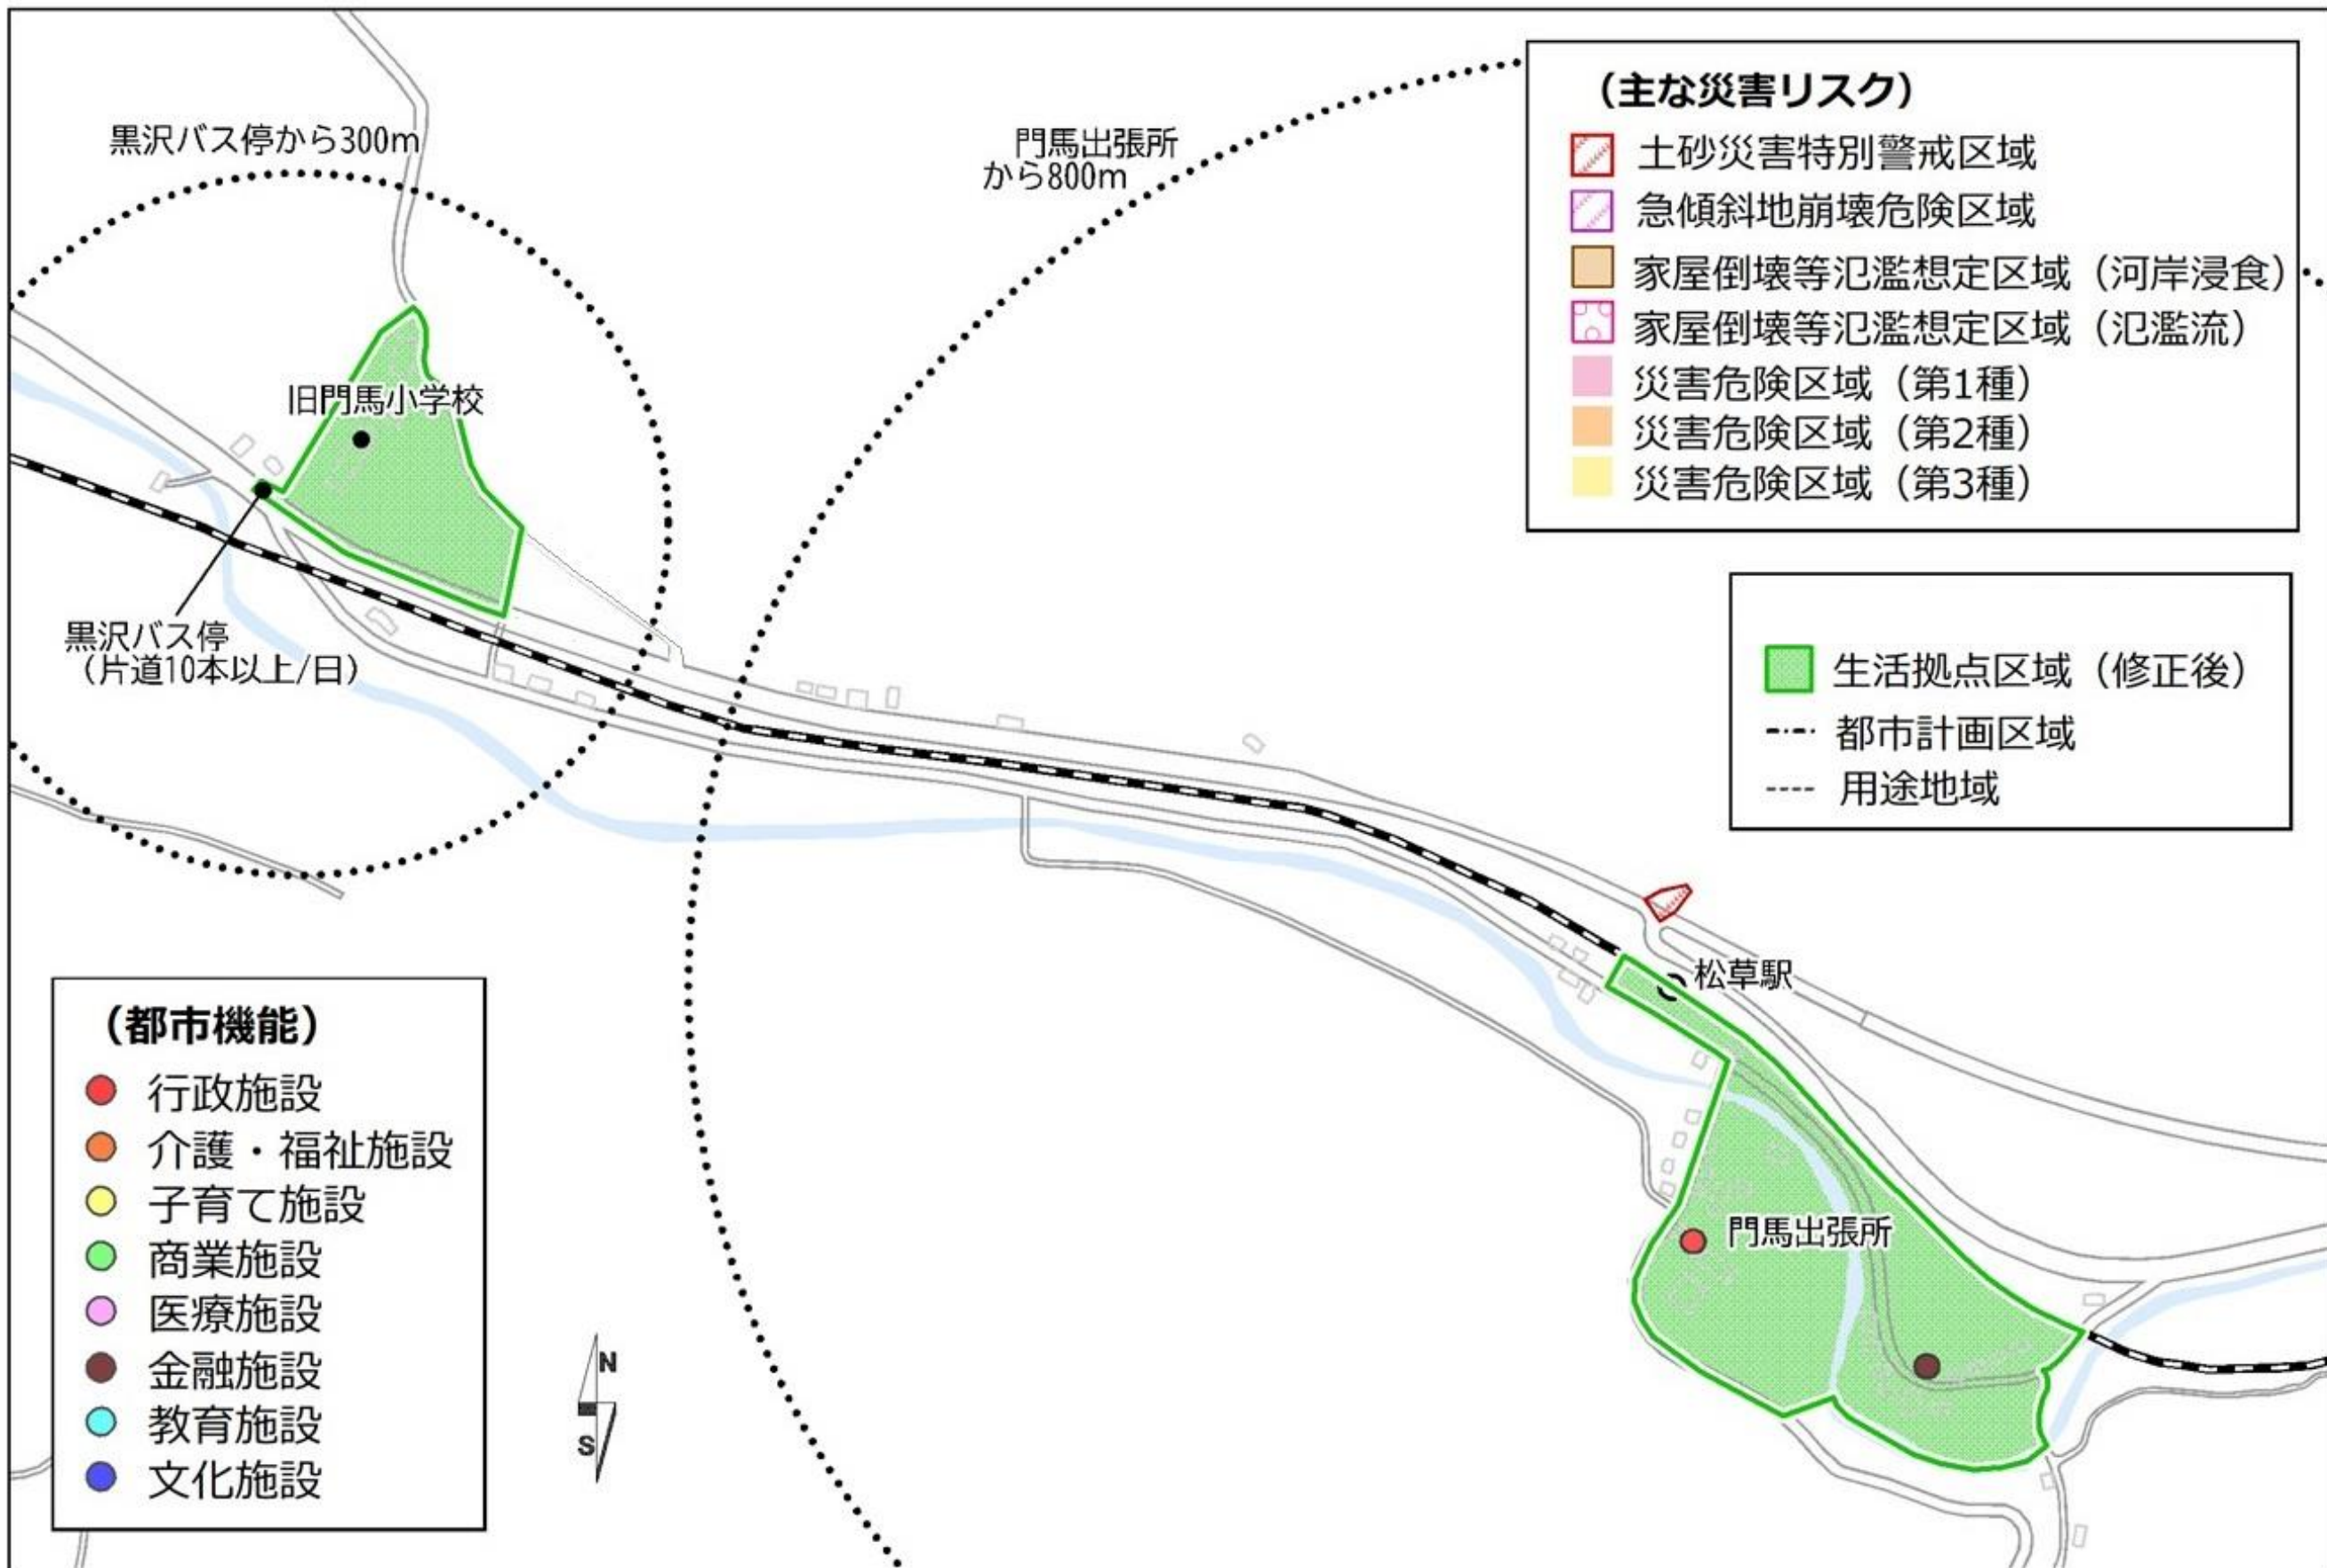 黒沢バス停から300m
門馬出張所
から800m
(主な災害リスク)
土砂災害特別警戒区域
急傾斜地崩壊危険区域
家屋倒壊等氾濫想定区域（河岸浸食）
家屋倒壊等氾濫想定区域（氾濫流）
災害危険区域（第1種）
災害危険区域（第2種）
災害危険区域（第3種）
旧門馬小学校
黒沢バス停
（片道10本以上/日）
生活拠点区域（修正後）
都市計画区域
用途地域
松草駅
門馬出張所
（都市機能）
行政施設
介護・福祉施設
子育て施設
商業施設
医療施設
金融施設
教育施設
文化施設
N
S